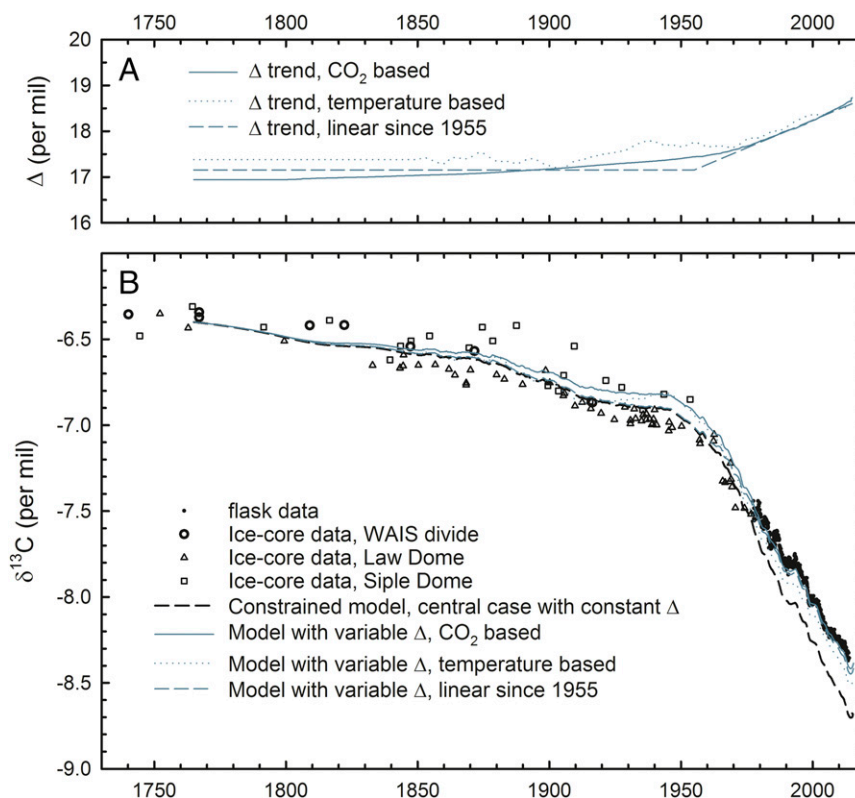 1750 1800 1850 1900 1950 2000
A
20
19
18
17
16
Δ (per mil)
Δ trend, CO₂ based
Δ trend, temperature based
Δ trend, linear since 1955
B
-6.5
-7.0
-7.5
-8.0
-8.5
-9.0
δ¹³C (per mil)
flask data
Ice-core data, WAIS divide
Ice-core data, Law Dome
Ice-core data, Siple Dome
Constrained model, central case with constant Δ
Model with variable Δ, CO₂ based
Model with variable Δ, temperature based
Model with variable Δ, linear since 1955
1750 1800 1850 1900 1950 2000